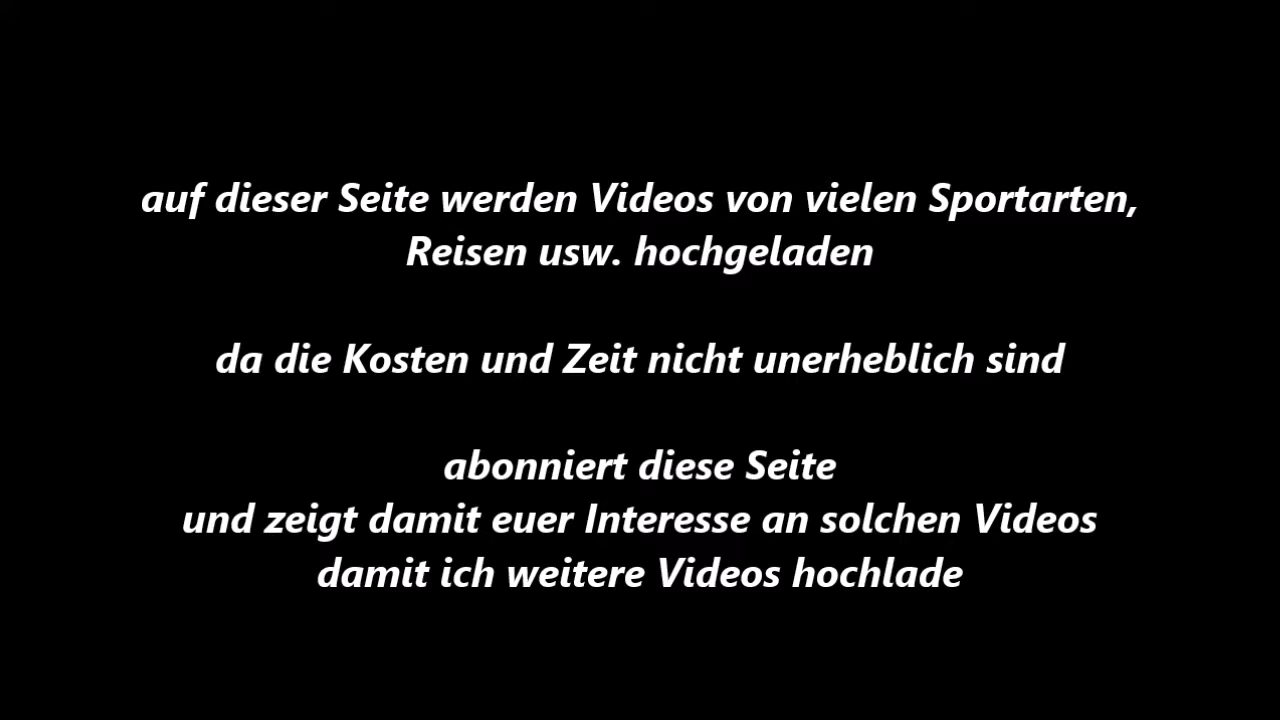 auf dieser Seite werden Videos von vielen Sportarten,
Reisen usw. hochgeladen
da die Kosten und Zeit nicht unerheblich sind
abonniert diese Seite
und zeigt damit euer Interesse an solchen Videos
damit ich weitere Videos hochlade